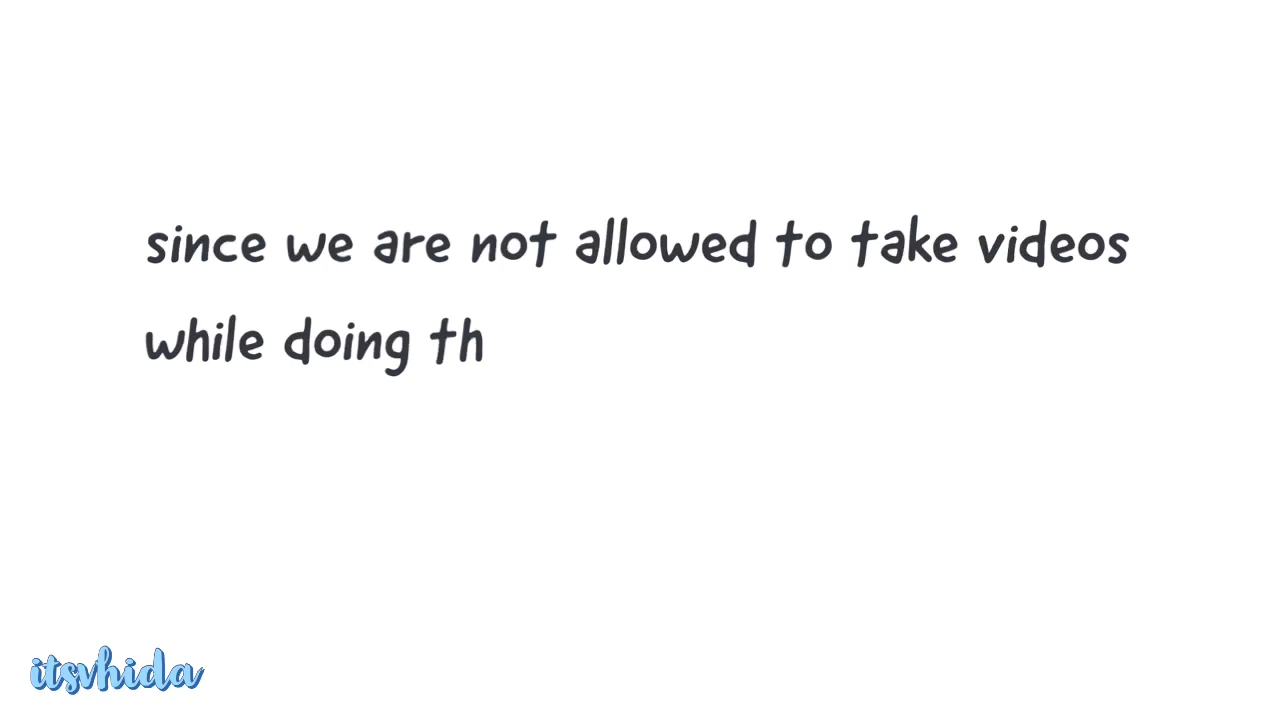 since we are not allowed to take videos
while doing th
itsvhida